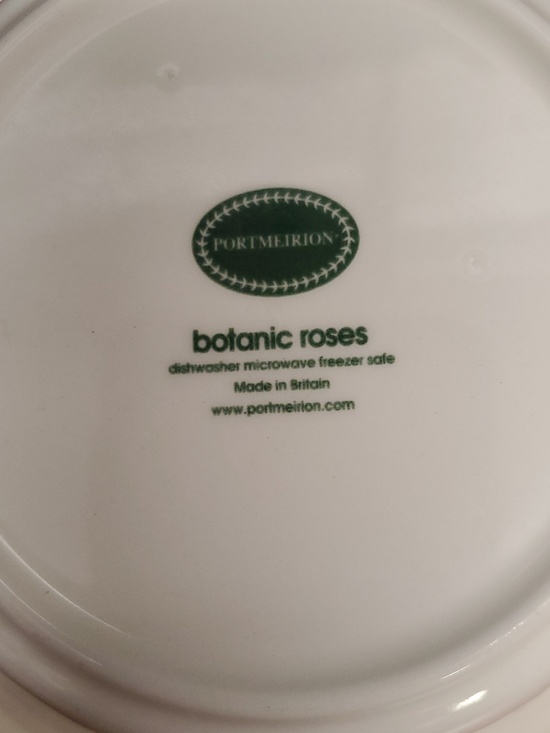 PORTMEIRION
botanic roses
dishwasher microwave freezer safe
Made in Britain
www.portmeirion.com